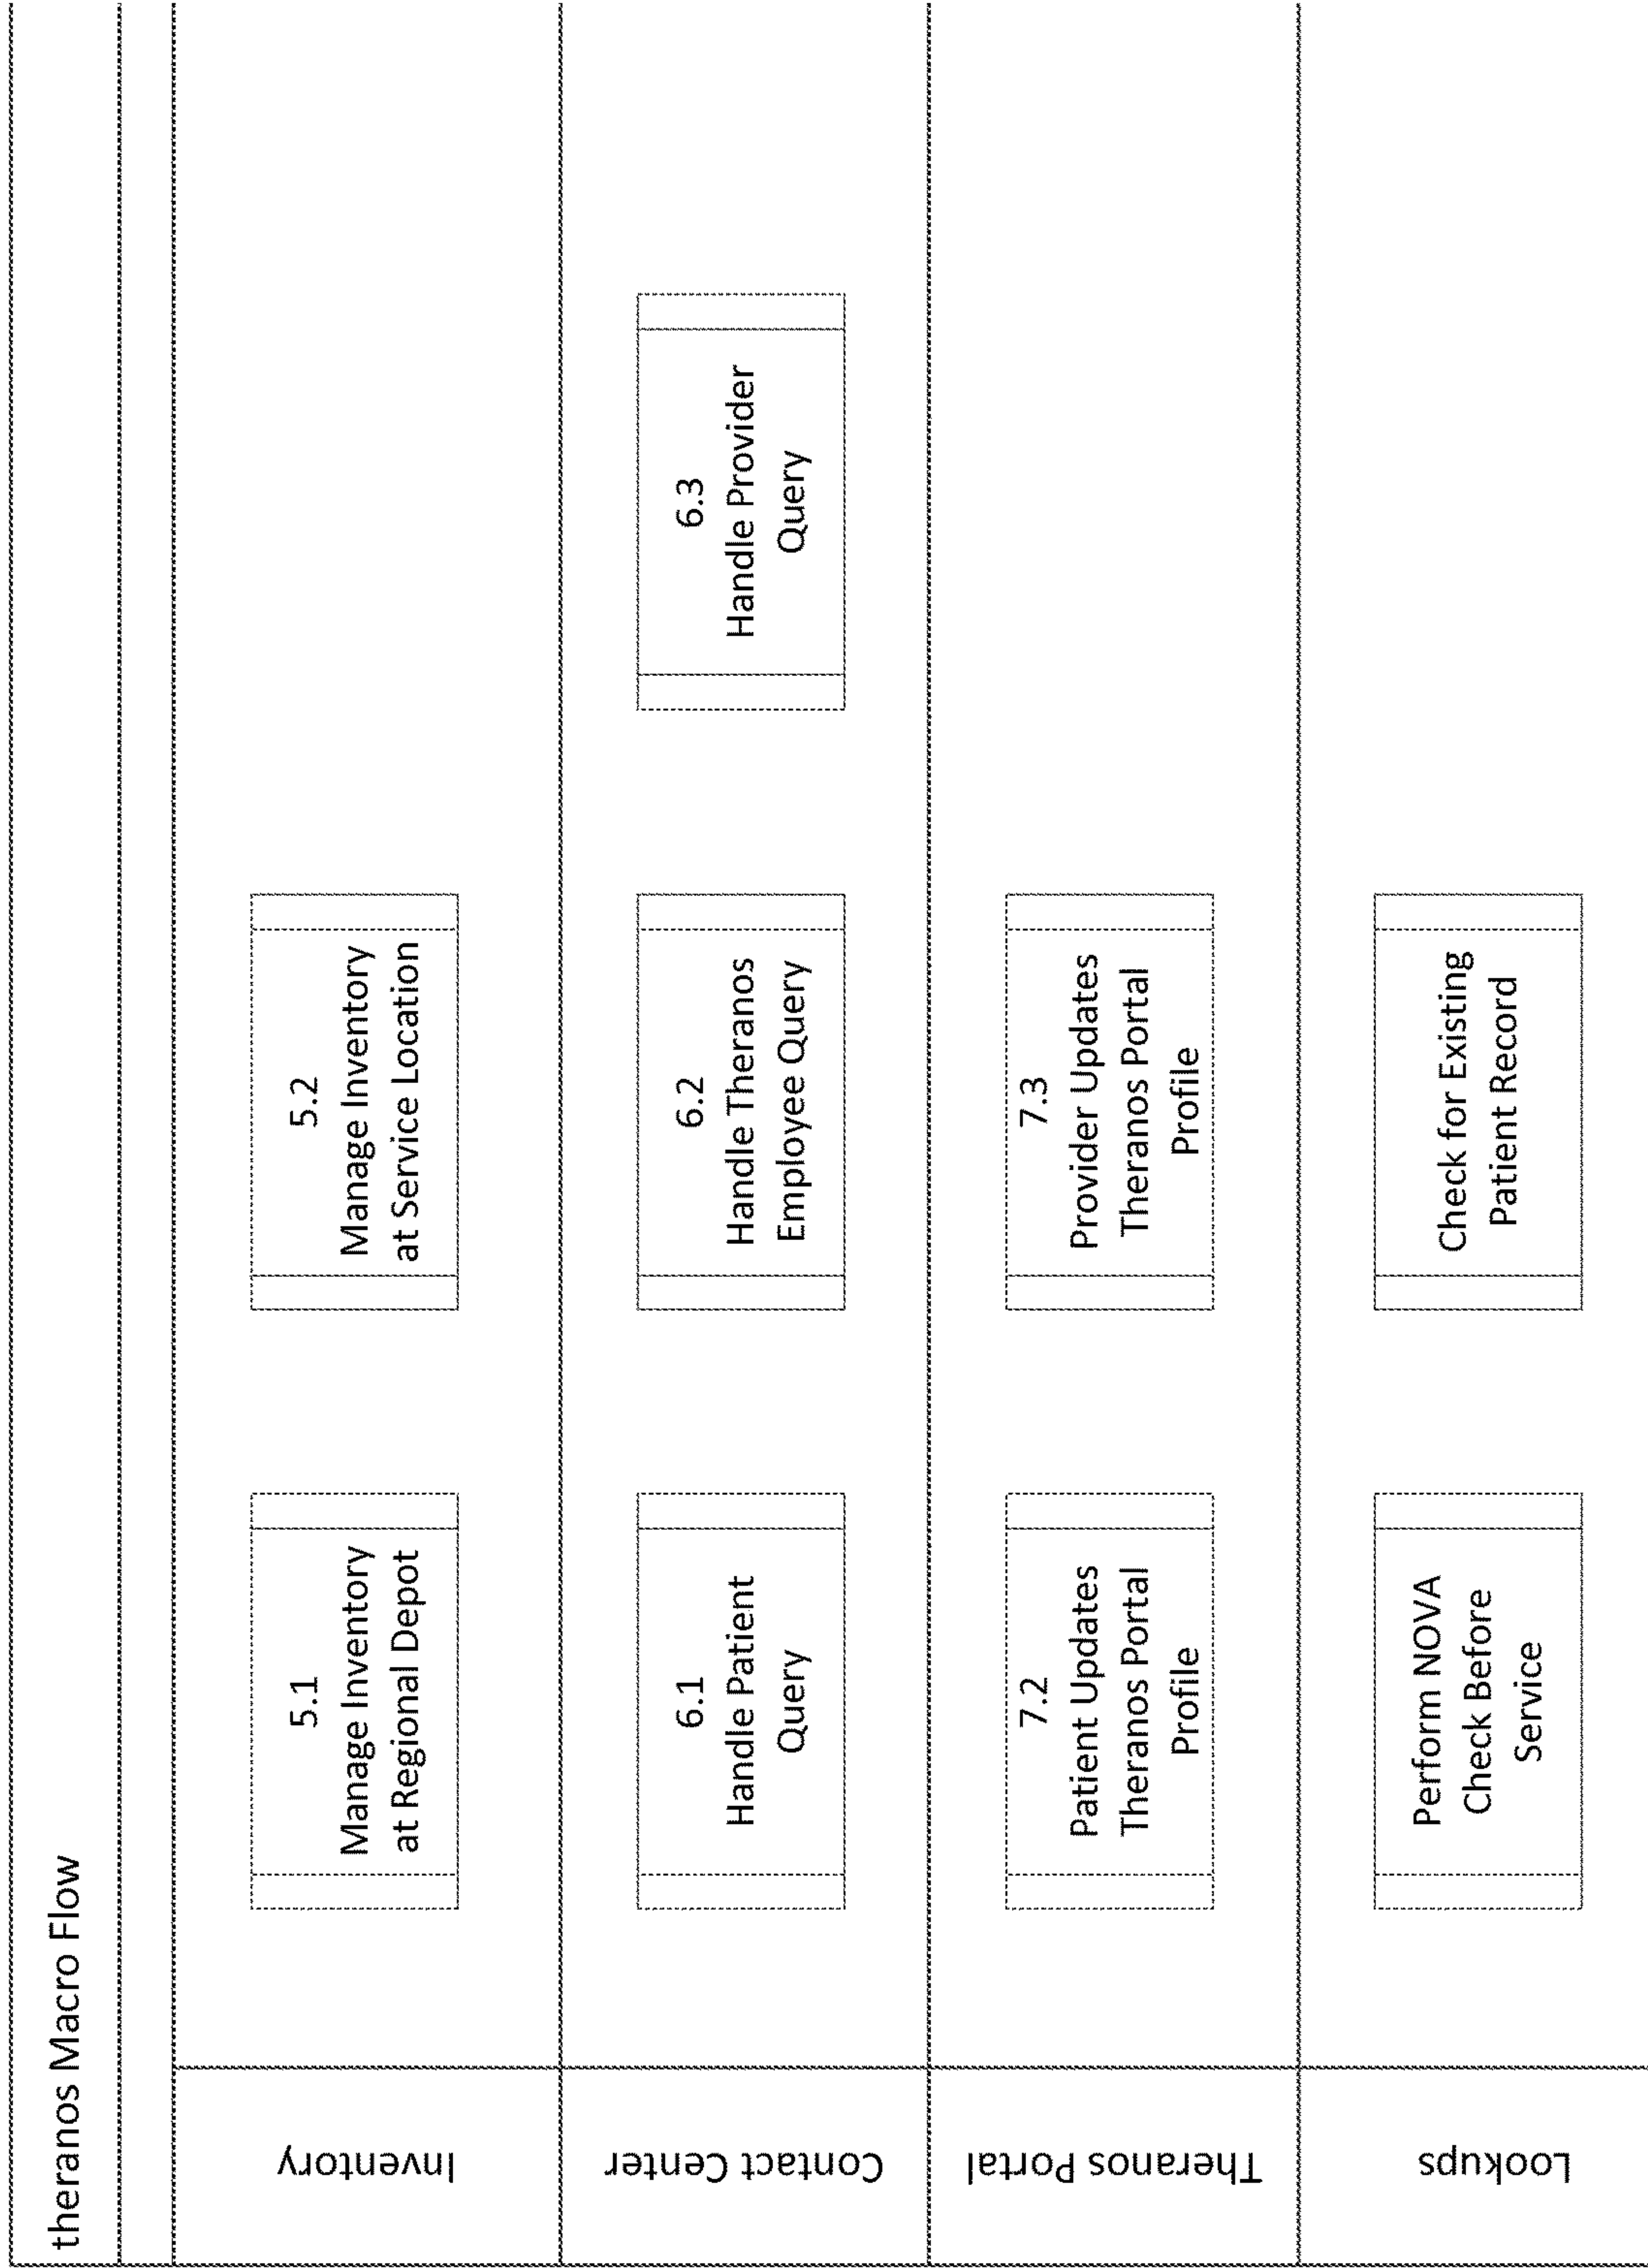 theranos Macro Flow
Inventory
5.1
Manage Inventory
at Regional Depot
5.2
Manage Inventory
at Service Location
Contact Center
6.1
Handle Patient
Query
6.2
Handle Theranos
Employee Query
6.3
Handle Provider
Query
Theranos Portal
7.2
Patient Updates
Theranos Portal
Profile
7.3
Provider Updates
Theranos Portal
Profile
Lookups
Perform NOVA
Check Before
Service
Check for Existing
Patient Record